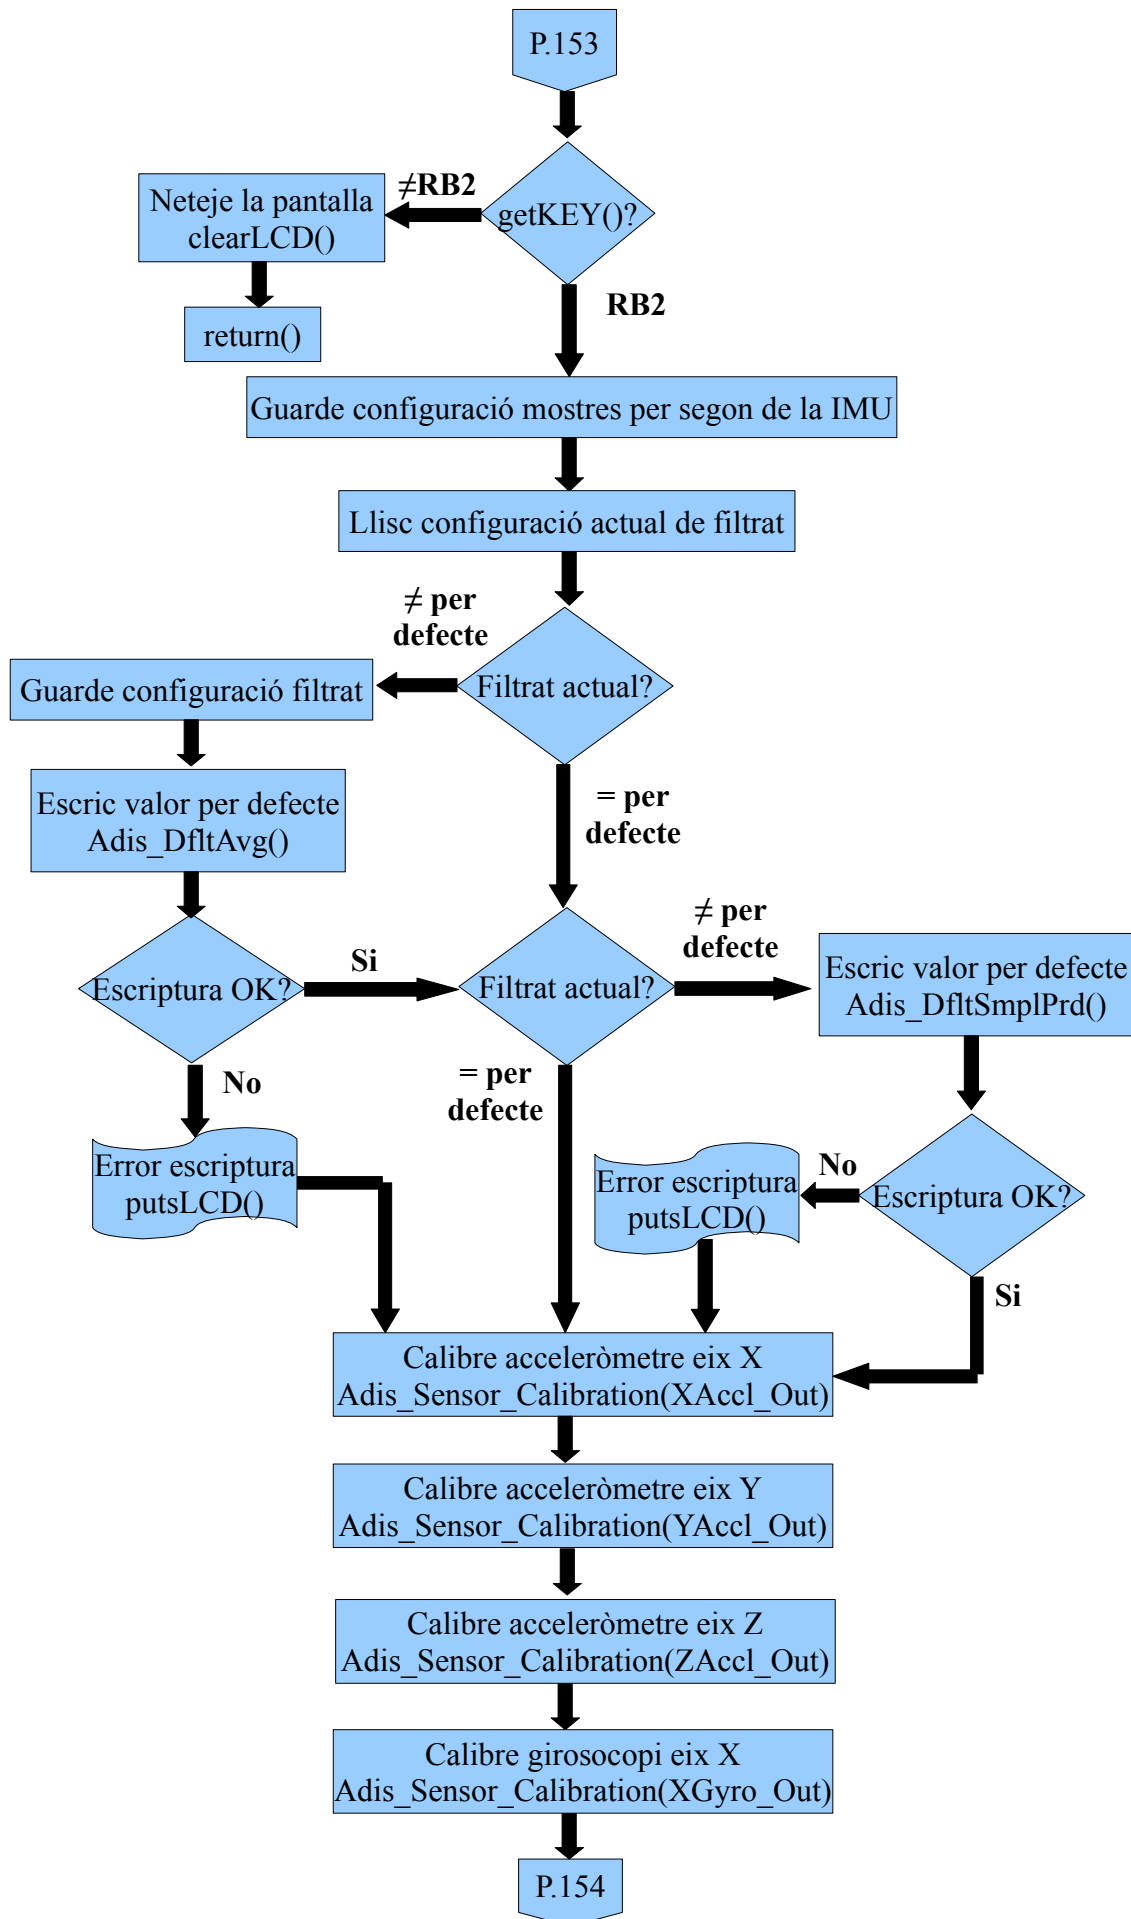 P.153
≠RB2
Neteje la pantalla
clearLCD()
getKEY()?
return()
RB2
Guarde configuració mostres per segon de la IMU
Llisc configuració actual de filtrat
≠ per
defecte
Guarde configuració filtrat
Filtrat actual?
Escric valor per defecte
Adis_DfltAvg()
= per
defecte
≠ per
defecte
Escriptura OK?
Si
Filtrat actual?
Escric valor per defecte
Adis_DfltSmplPrd()
No
= per
defecte
Error escriptura
putsLCD()
Error escriptura
putsLCD()
No
Escriptura OK?
Si
Calibre acceleròmetre eix X
Adis_Sensor_Calibration(XAccl_Out)
Calibre acceleròmetre eix Y
Adis_Sensor_Calibration(YAccl_Out)
Calibre acceleròmetre eix Z
Adis_Sensor_Calibration(ZAccl_Out)
Calibre girosocopi eix X
Adis_Sensor_Calibration(XGyro_Out)
P.154